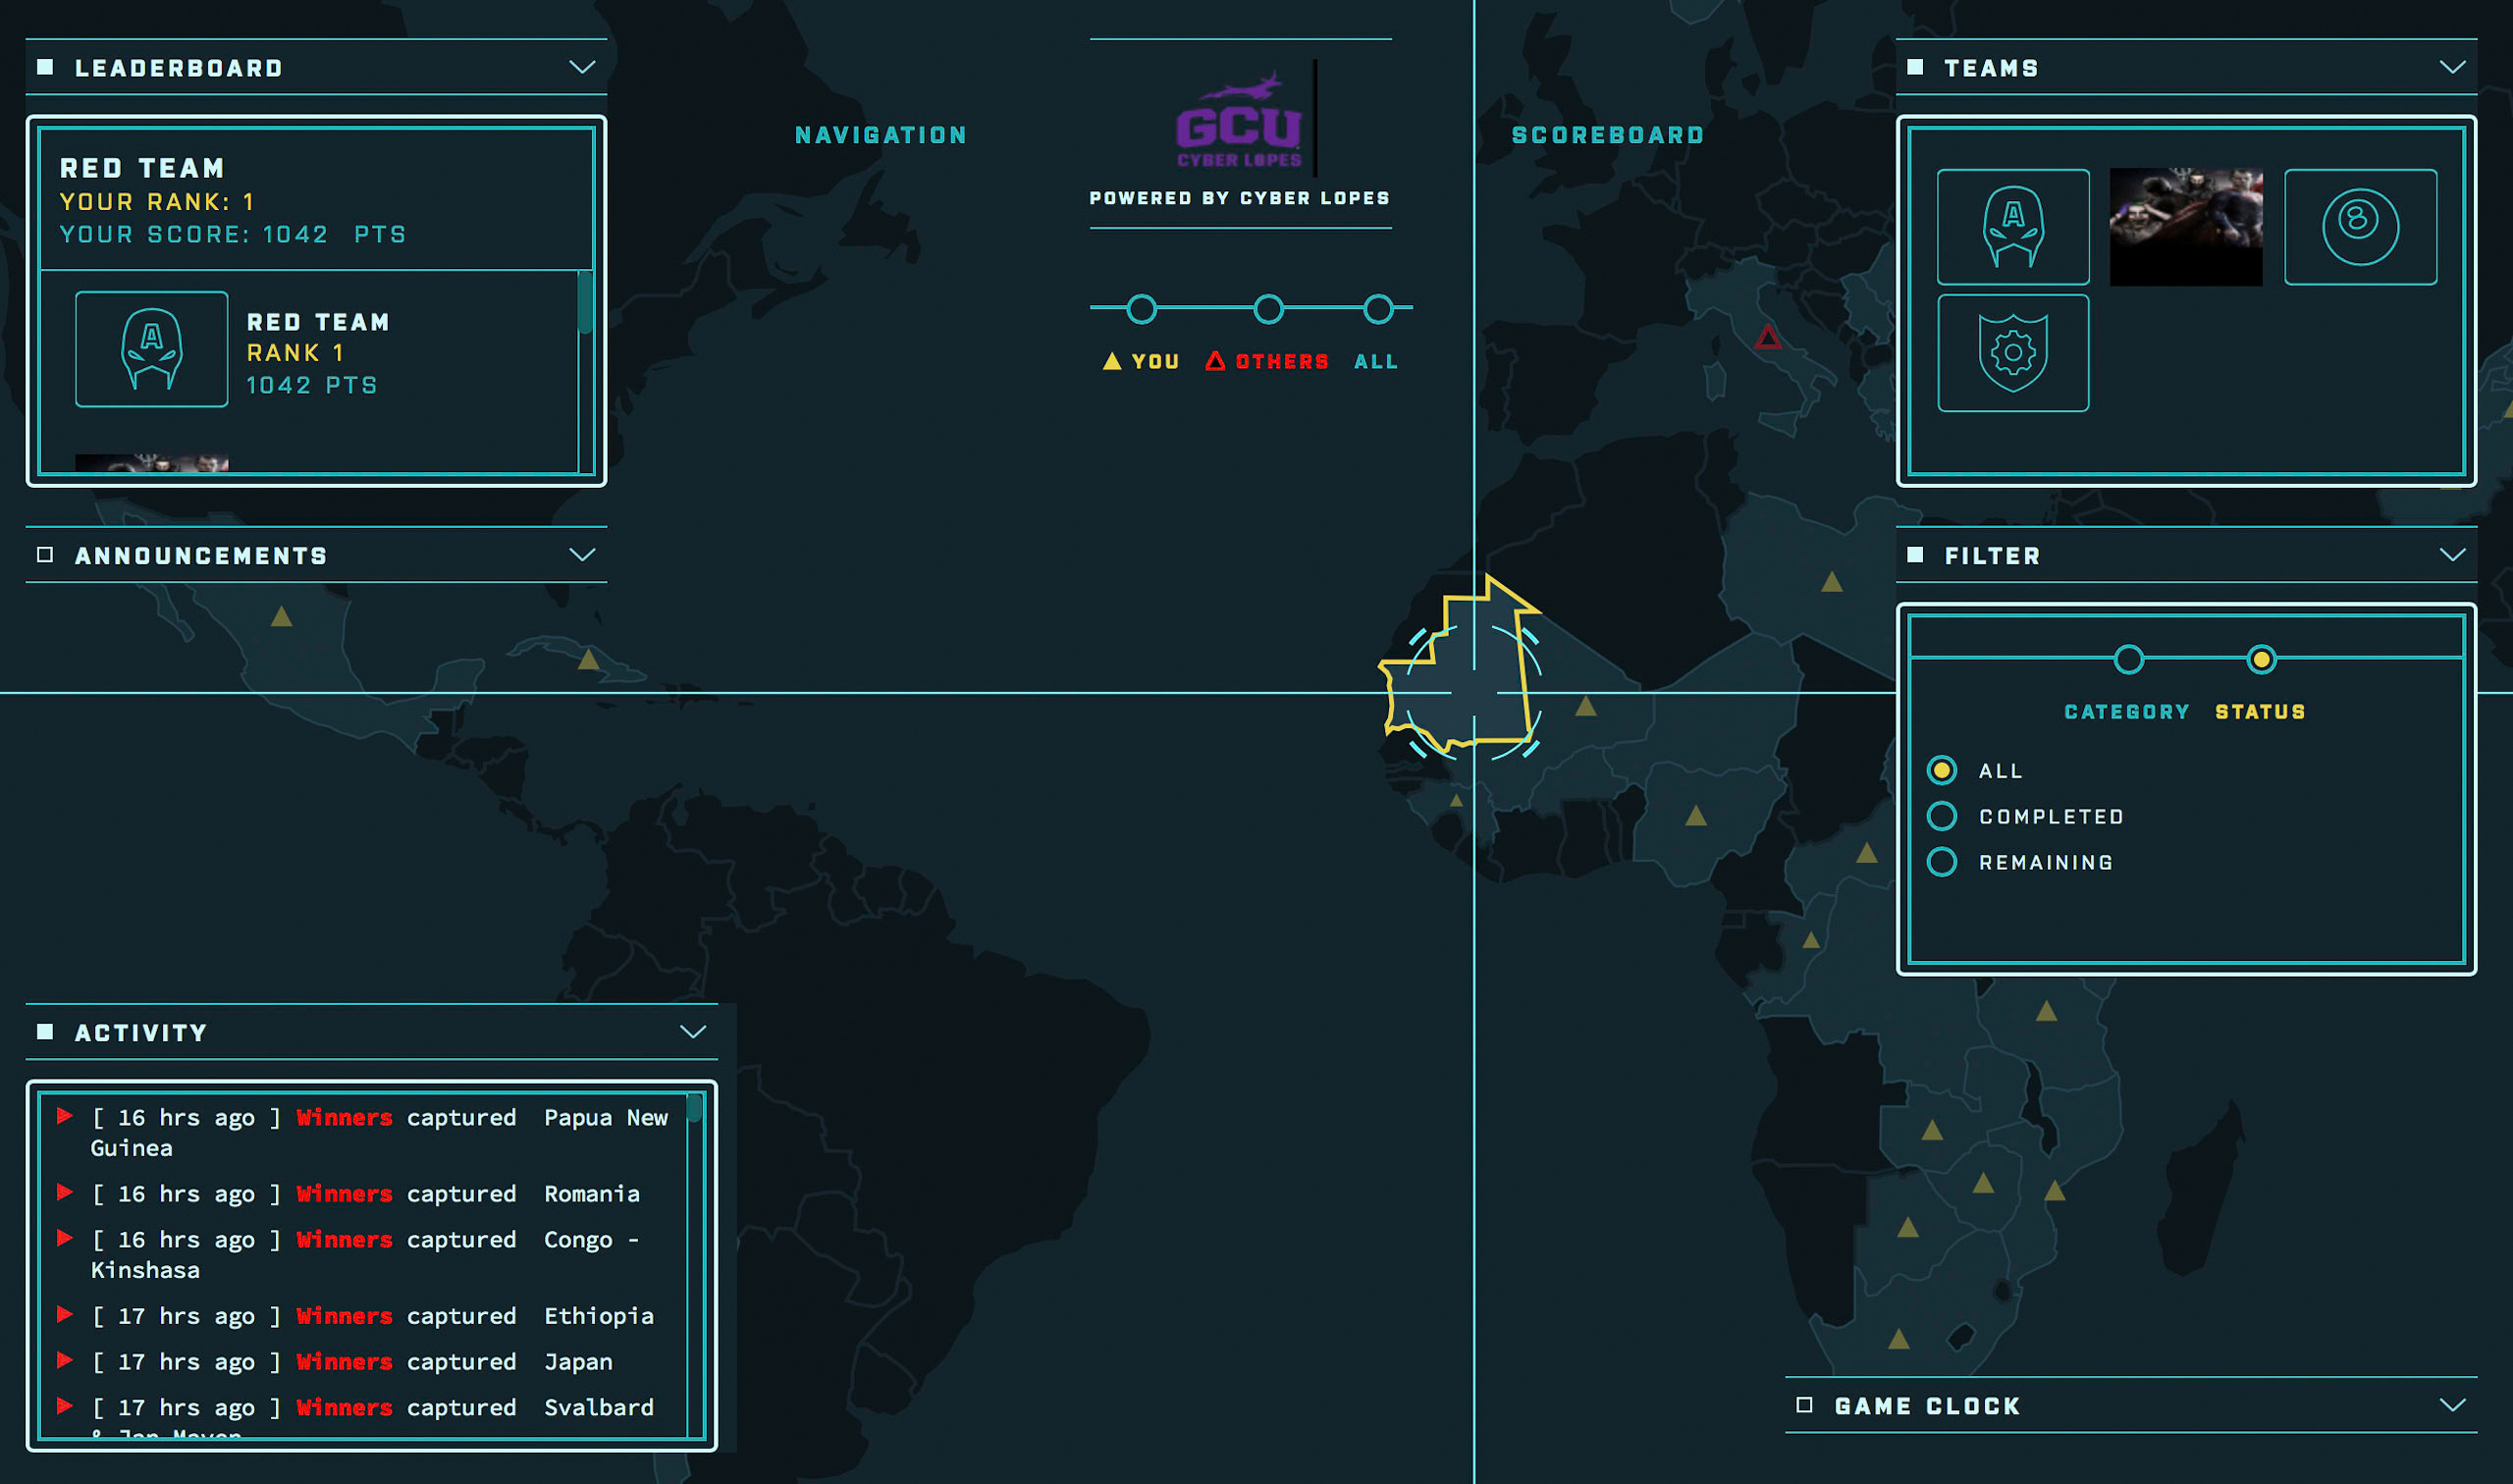 LEADERBOARD
RED TEAM
YOUR RANK: 1
YOUR SCORE: 1042 PTS
A
RED TEAM
RANK 1
1042 PTS
ANNOUNCEMENTS
ACTIVITY
[ 16 hrs ago ] Winners captured Papua New
Guinea
[ 16 hrs ago ] Winners captured Romania
[ 16 hrs ago ] Winners captured Congo -
Kinshasa
[ 17 hrs ago ] Winners captured Ethiopia
[ 17 hrs ago ] Winners captured Japan
[ 17 hrs ago ] Winners captured Svalbard
& Jan Mayen
NAVIGATION
GCU
CYBER LOPES
POWERED BY CYBER LOPES
SCOREBOARD
YOU OTHERS ALL
TEAMS
A
8
FILTER
CATEGORY STATUS
ALL
COMPLETED
REMAINING
GAME CLOCK